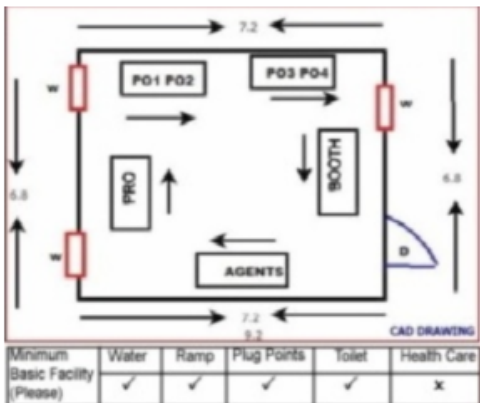 7.2
PO1 PO2
PO3 PO4
W
W
6.8
6.8
PRO
BOOTH
W
D
AGENTS
7.2
9.2
CAD DRAWING
Minimum Basic Facility (Please) Water Ramp Plug Points Toilet Health Care
✓ ✓ ✓ ✓ x